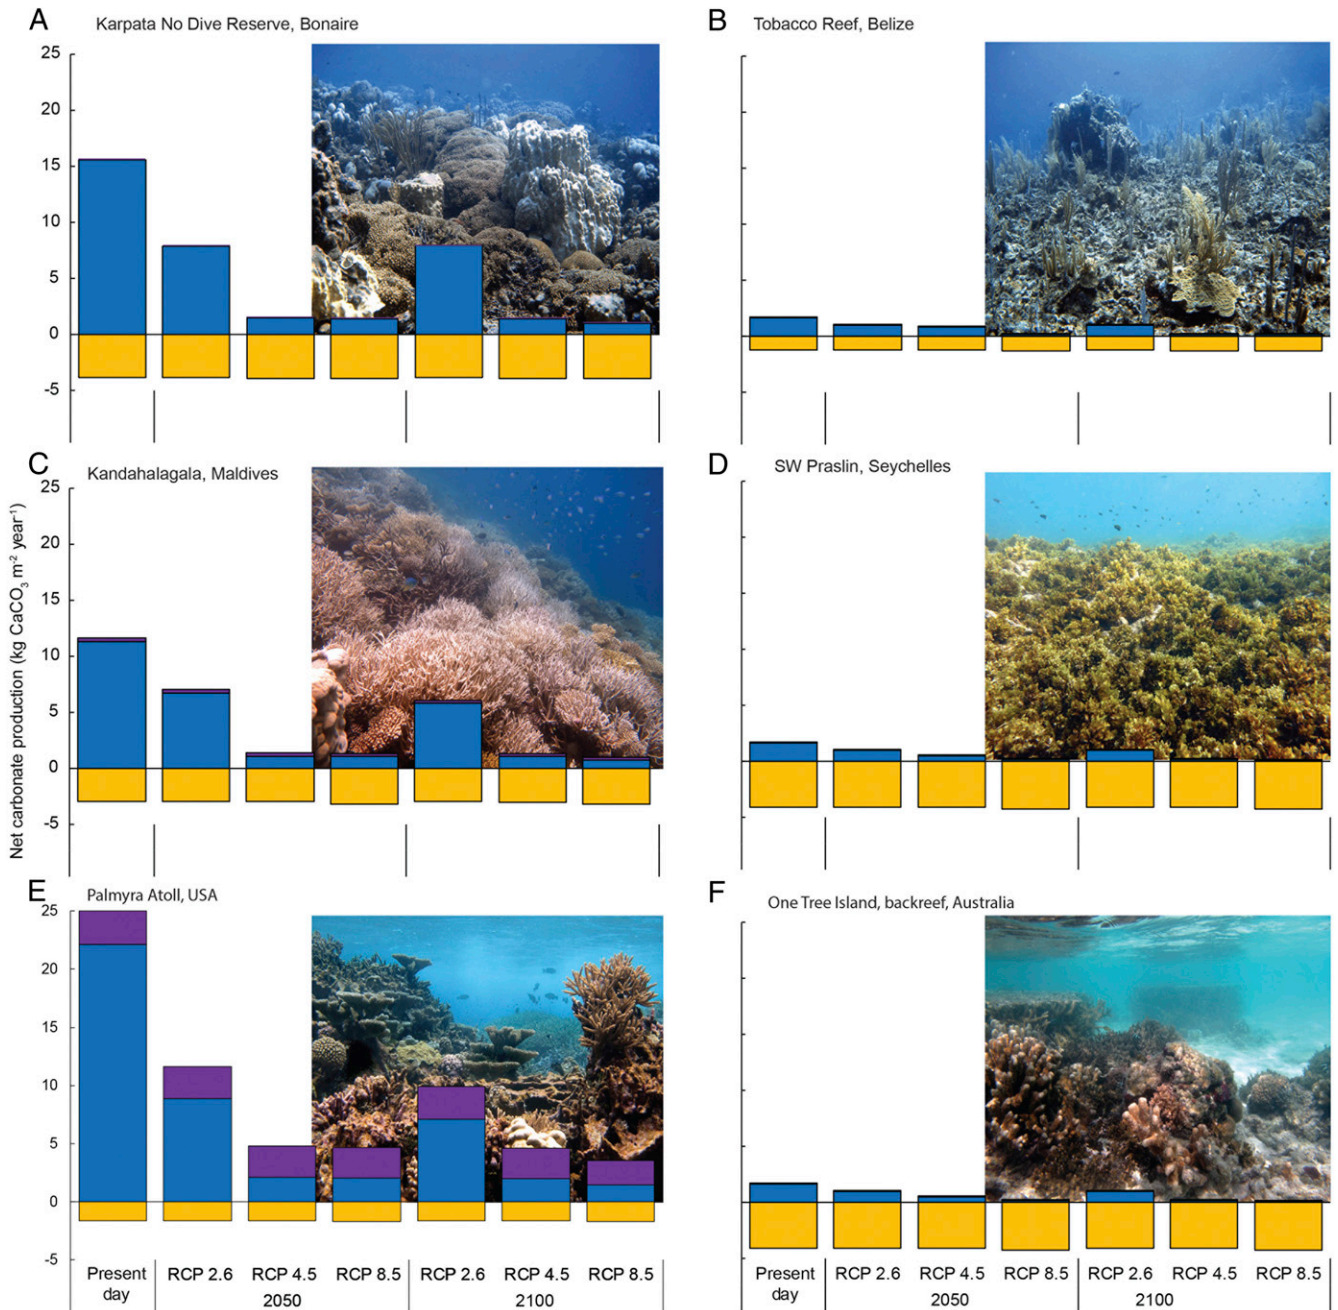 A
Karpata No Dive Reserve, Bonaire
25
20
15
10
5
0
-5
B
Tobacco Reef, Belize
C
Kandahalagala, Maldives
25
20
15
10
5
0
-5
Net carbonate production (kg CaCO3 m-2 year-1)
D
SW Praslin, Seychelles
E
Palmyra Atoll, USA
25
20
15
10
5
0
-5
F
One Tree Island, backreef, Australia
Present day
RCP 2.6 RCP 4.5 RCP 8.5 RCP 2.6 RCP 4.5 RCP 8.5
2050 2100
Present day
RCP 2.6 RCP 4.5 RCP 8.5 RCP 2.6 RCP 4.5 RCP 8.5
2050 2100